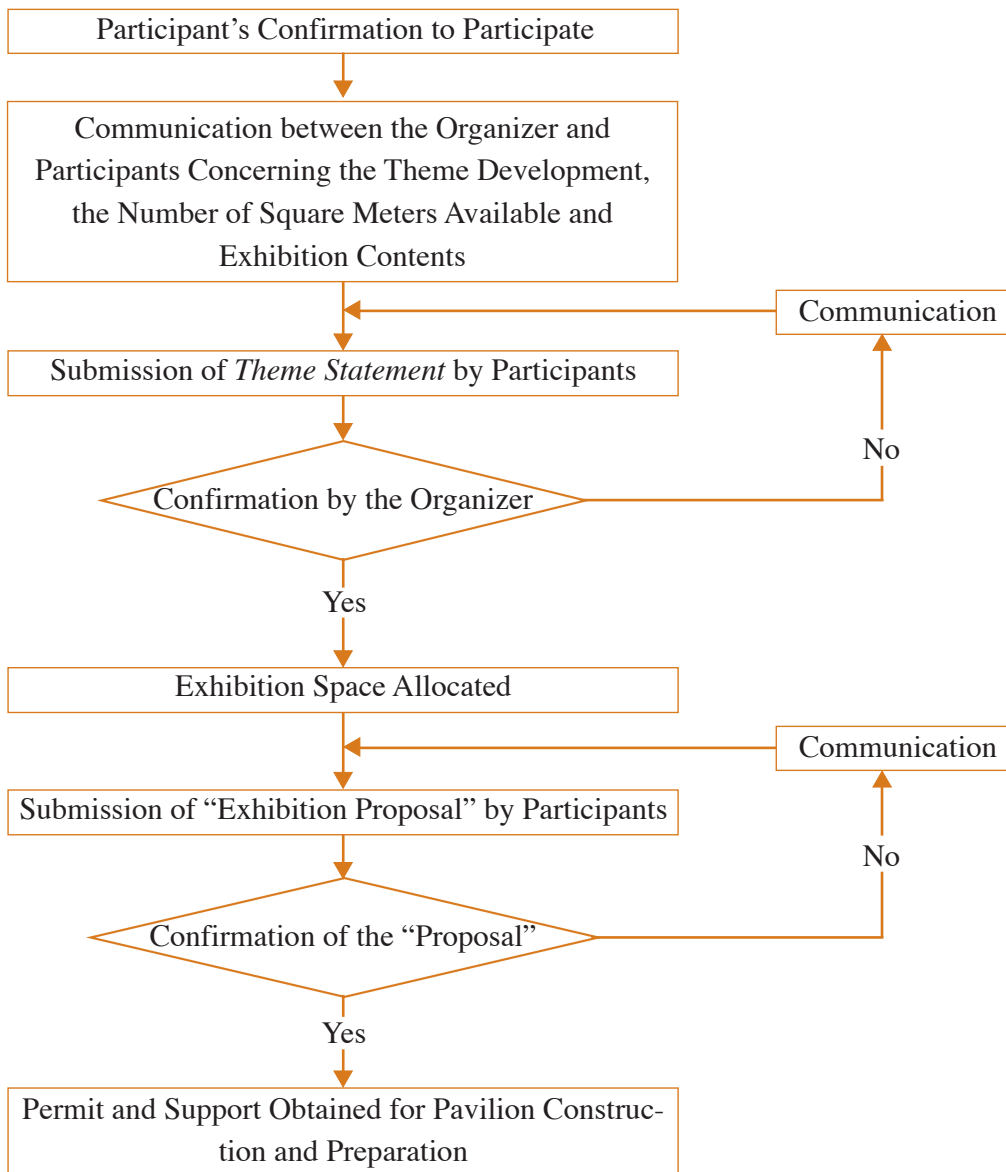 Participant’s Confirmation to Participate
Communication between the Organizer and
Participants Concerning the Theme Development,
the Number of Square Meters Available and
Exhibition Contents
Communication
Submission of Theme Statement by Participants
No
Confirmation by the Organizer
Yes
Exhibition Space Allocated
Communication
Submission of “Exhibition Proposal” by Participants
No
Confirmation of the “Proposal”
Yes
Permit and Support Obtained for Pavilion Construc-
tion and Preparation